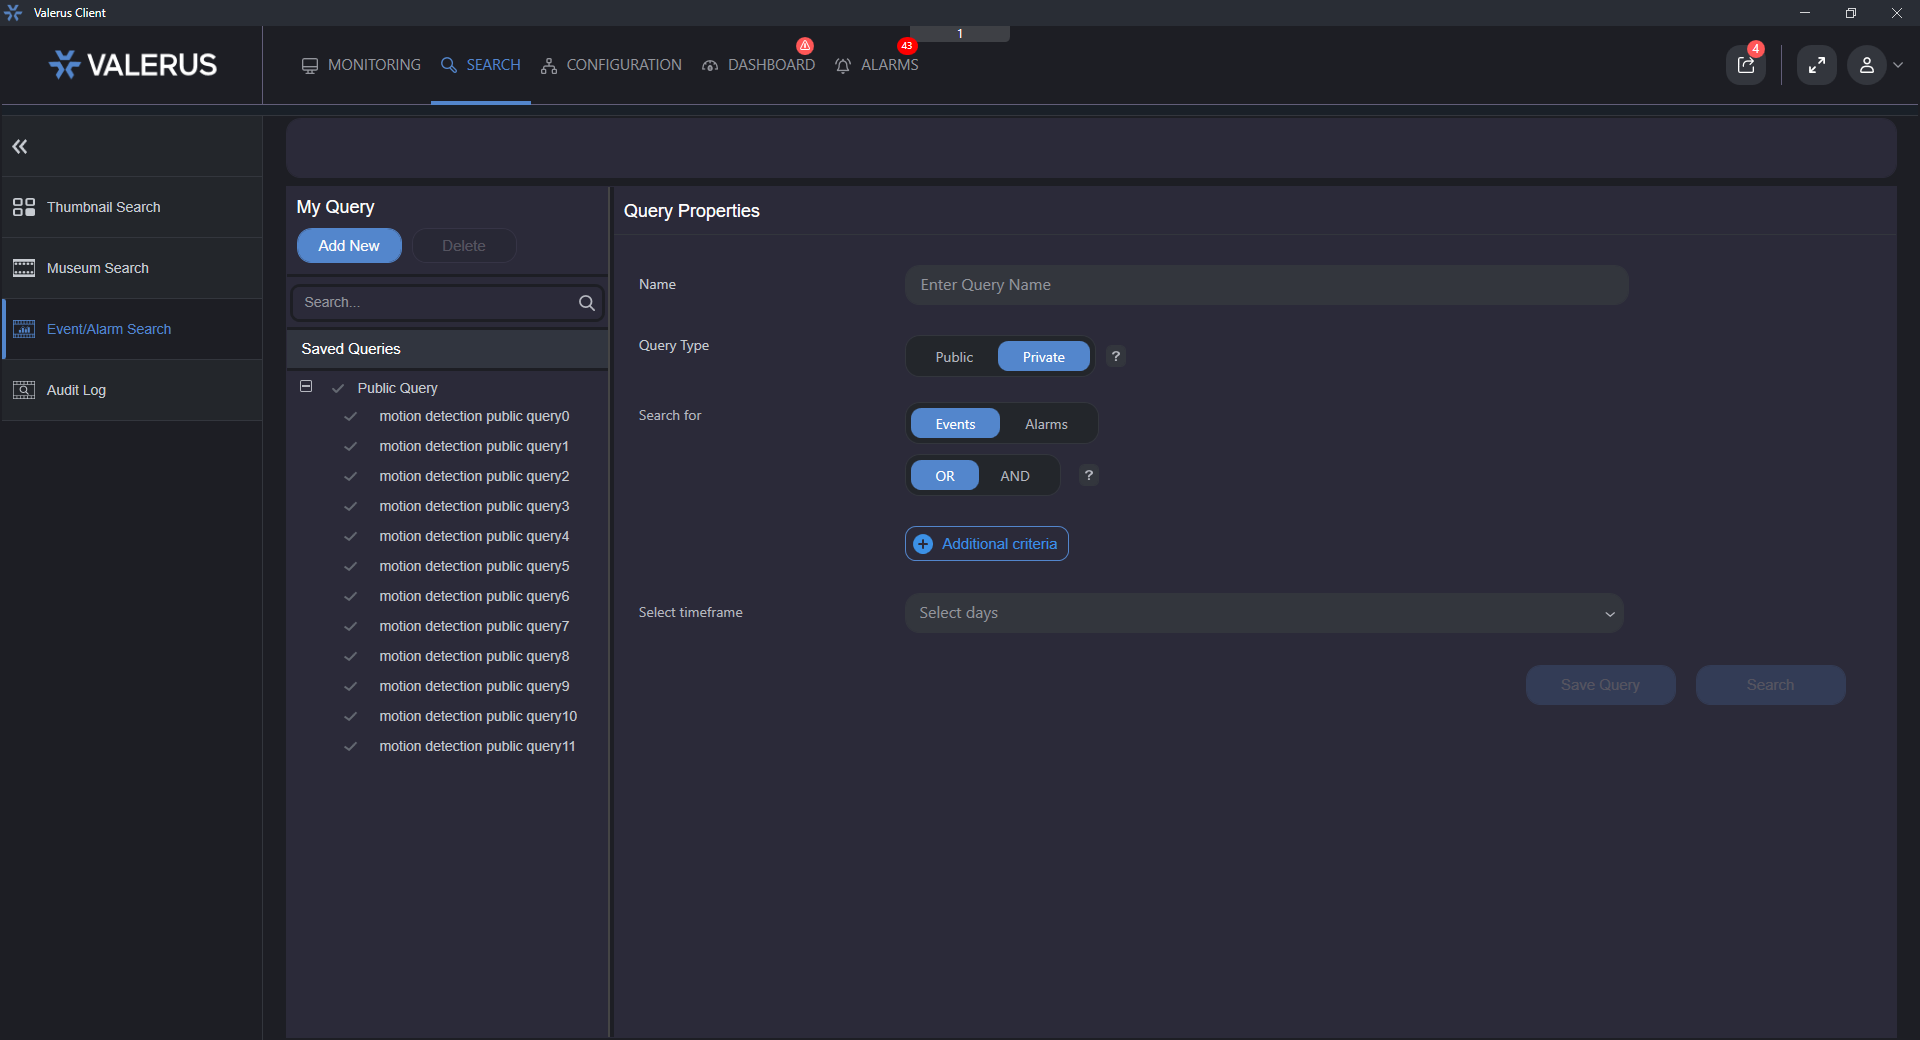 Valerus Client
1
VALERUS
MONITORING
SEARCH
CONFIGURATION
DASHBOARD
43
ALARMS
4
Thumbnail Search
Museum Search
Event/Alarm Search
Audit Log
My Query
Add New
Delete
Search...
Saved Queries
Public Query
motion detection public query0
motion detection public query1
motion detection public query2
motion detection public query3
motion detection public query4
motion detection public query5
motion detection public query6
motion detection public query7
motion detection public query8
motion detection public query9
motion detection public query10
motion detection public query11
Query Properties
Name
Enter Query Name
Query Type
Public
Private
?
Search for
Events
Alarms
OR
AND
?
Additional criteria
Select timeframe
Select days
Save Query
Search